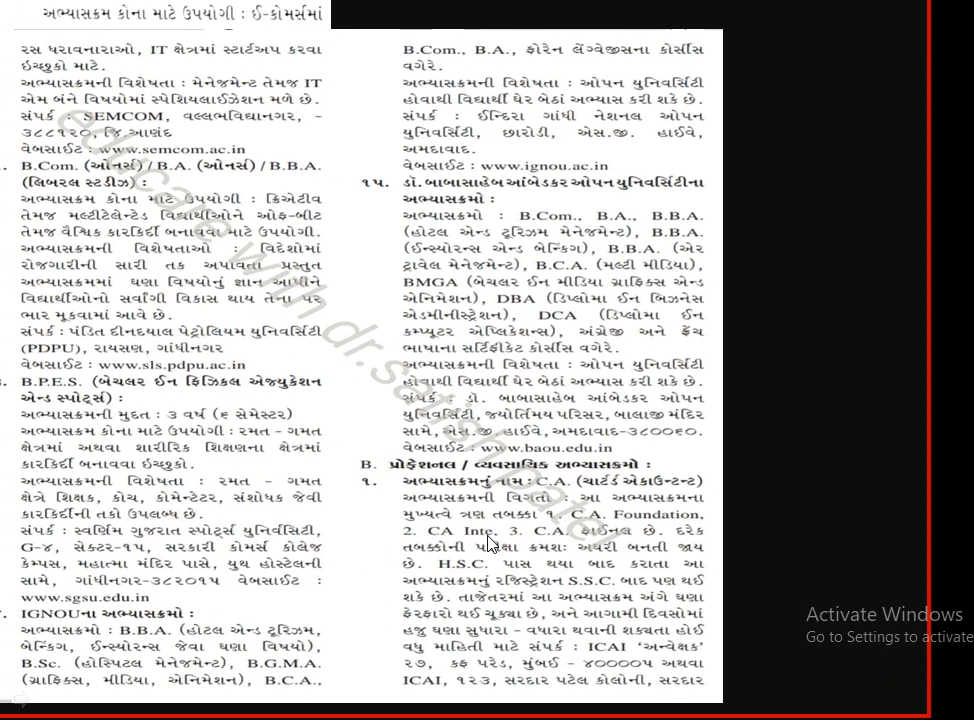 અભ્યાસક્રમ કોના માટે ઉપયોગી : ઈ-કોમર્સમાં
રસ ધરાવનારાઓ, IT ક્ષેત્રમાં સ્ટાર્ટઅપ કરવા
ઇચ્છુકો માટે.
અભ્યાસક્રમની વિશેષતા : મેનેજમેન્ટ તેમજ IT
એમ બંને વિષયોમાં સ્પેશિયલાઈઝેશન મળે છે.
સંપર્ક : SEMCOM, વલ્લભવિદ્યાનગર, -
૩૮૮૧૨૦, જિ.આણંદ
વેબસાઈટ : www.semcom.ac.in
B.Com. (ઓનર્સ) / B.A. (ઓનર્સ) / B.B.A.
(લિબરલ સ્ટડીઝ) :
અભ્યાસક્રમ કોના માટે ઉપયોગી : ક્રિએટીવ
તેમજ મલ્ટીટેલેન્ટેડ વિદ્યાર્થીઓને ઓફ-બીટ
તેમજ વૈશ્વિક કારકિર્દી બનાવવા માટે ઉપયોગી.
અભ્યાસક્રમની વિશેષતાઓ : વિદેશોમાં
રોજગારીની સારી તક અપાવતા પ્રસ્તુત
અભ્યાસક્રમમાં ઘણા વિષયોનું જ્ઞાન આપીને
વિદ્યાર્થીઓનો સર્વાંગી વિકાસ થાય તેના પર
ભાર મૂકવામાં આવે છે.
સંપર્ક : પંડિત દીનદયાલ પેટ્રોલિયમ યુનિવર્સિટી
(PDPU), રાયસણ, ગાંધીનગર
વેબસાઈટ : www.sls.pdpu.ac.in
B.P.E.S. (બેચલર ઈન ફિઝિકલ એજ્યુકેશન
એન્ડ સ્પોર્ટ્સ) :
અભ્યાસક્રમની મુદત : ૩ વર્ષ (૬ સેમેસ્ટર)
અભ્યાસક્રમ કોના માટે ઉપયોગી : રમત - ગમત
ક્ષેત્રમાં અથવા શારીરિક શિક્ષણના ક્ષેત્રમાં
કારકિર્દી બનાવવા ઇચ્છુકો.
અભ્યાસક્રમની વિશેષતા : રમત - ગમત
ક્ષેત્રે શિક્ષક, કોચ, કોમેન્ટેટર, સંશોધક જેવી
કારકિર્દીની તકો ઉપલબ્ધ છે.
સંપર્ક : સ્વર્ણિમ ગુજરાત સ્પોર્ટ્સ યુનિર્વસિટી,
G-૪, સેક્ટર-૧૫, સરકારી કોમર્સ કોલેજ
કેમ્પસ, મહાત્મા મંદિર પાસે, યુથ હોસ્ટેલની
સામે, ગાંધીનગર-૩૮૨૦૧૫ વેબસાઈટ :
www.sgsu.edu.in
IGNOUના અભ્યાસક્રમો :
અભ્યાસક્રમો : B.B.A. (હોટલ એન્ડ ટૂરિઝમ,
બેન્કિંગ, ઈન્સ્યોરન્સ જેવા ઘણા વિષયો),
B.Sc. (હોસ્પિટલ મેનેજમેન્ટ), B.G.M.A.
(ગ્રાફિક્સ, મીડિયા, એનિમેશન), B.C.A.,
B.Com., B.A., ફોરેન લેંગ્વેજીસના કોર્સીસ
વગેરે.
અભ્યાસક્રમની વિશેષતા : ઓપન યુનિવર્સિટી
હોવાથી વિદ્યાર્થી ઘેર બેઠાં અભ્યાસ કરી શકે છે.
સંપર્ક : ઈન્દિરા ગાંધી નેશનલ ઓપન
યુનિવર્સિટી, છારોડી, એસ.જી. હાઈવે,
અમદાવાદ.
વેબસાઈટ : www.ignou.ac.in
૧૫. ડૉ. બાબાસાહેબ આંબેડકર ઓપન યુનિવર્સિટીના
અભ્યાસક્રમો :
અભ્યાસક્રમો : B.Com., B.A., B.B.A.
(હોટલ એન્ડ ટૂરિઝમ મેનેજમેન્ટ), B.B.A.
(ઈન્સ્યોરન્સ એન્ડ બેન્કિંગ), B.B.A. (એર
ટ્રાવેલ મેનેજમેન્ટ), B.C.A. (મલ્ટી મીડિયા),
BMGA (બેચલર ઈન મીડિયા ગ્રાફિક્સ એન્ડ
એનિમેશન), DBA (ડિપ્લોમા ઈન બિઝનેસ
એડમીનીસ્ટ્રેશન), DCA (ડિપ્લોમા ઈન
કમ્પ્યૂટર એપ્લિકેશન્સ), અંગ્રેજી અને ફ્રેંચ
ભાષાના સર્ટિફીકેટ કોર્સીસ વગેરે.
અભ્યાસક્રમની વિશેષતા : ઓપન યુનિવર્સિટી
હોવાથી વિદ્યાર્થી ઘેર બેઠાં અભ્યાસ કરી શકે છે.
સંપર્ક : ડો. બાબાસાહેબ આંબેડકર ઓપન
યુનિવર્સિટી, જ્યોર્તિમય પરિસર, બાલાજી મંદિર
સામે, એસ.જી હાઈવે, અમદાવાદ-૩૮૦૦૬૦.
વેબસાઈટ : www.baou.edu.in
B. પ્રોફેશનલ / વ્યવસાયિક અભ્યાસક્રમો :
૧. અભ્યાસક્રમનું નામ : C.A. (ચાર્ટર્ડ એકાઉન્ટન્ટ)
અભ્યાસક્રમની વિગતો : આ અભ્યાસક્રમના
મુખ્યત્વે ત્રણ તબક્કા ૧. C.A. Foundation,
2. CA Inte, 3. C.A. ફાઈનલ છે. દરેક
તબક્કોની પરીક્ષા ક્રમશઃ અઘરી બનતી જાય
છે. H.S.C. પાસ થયા બાદ કરાતા આ
અભ્યાસક્રમનું રજિસ્ટ્રેશન S.S.C. બાદ પણ થઈ
શકે છે. તાજેતરમાં આ અભ્યાસક્રમ અંગે ઘણા
ફેરફારો થઈ ચૂક્યા છે, અને આગામી દિવસોમાં
હજુ ઘણા સુધારા - વધારા થવાની શક્યતા હોઈ
વધુ માહિતી માટે સંપર્ક : ICAI ‘અન્વેક્ષક’
૨૭, કફ પરેડ, મુંબઈ - ૪૦૦૦૦૫ અથવા
ICAI, ૧૨૩, સરદાર પટેલ કોલોની, સરદાર
educare with dr.satish patel
Activate Windows
Go to Settings to activate